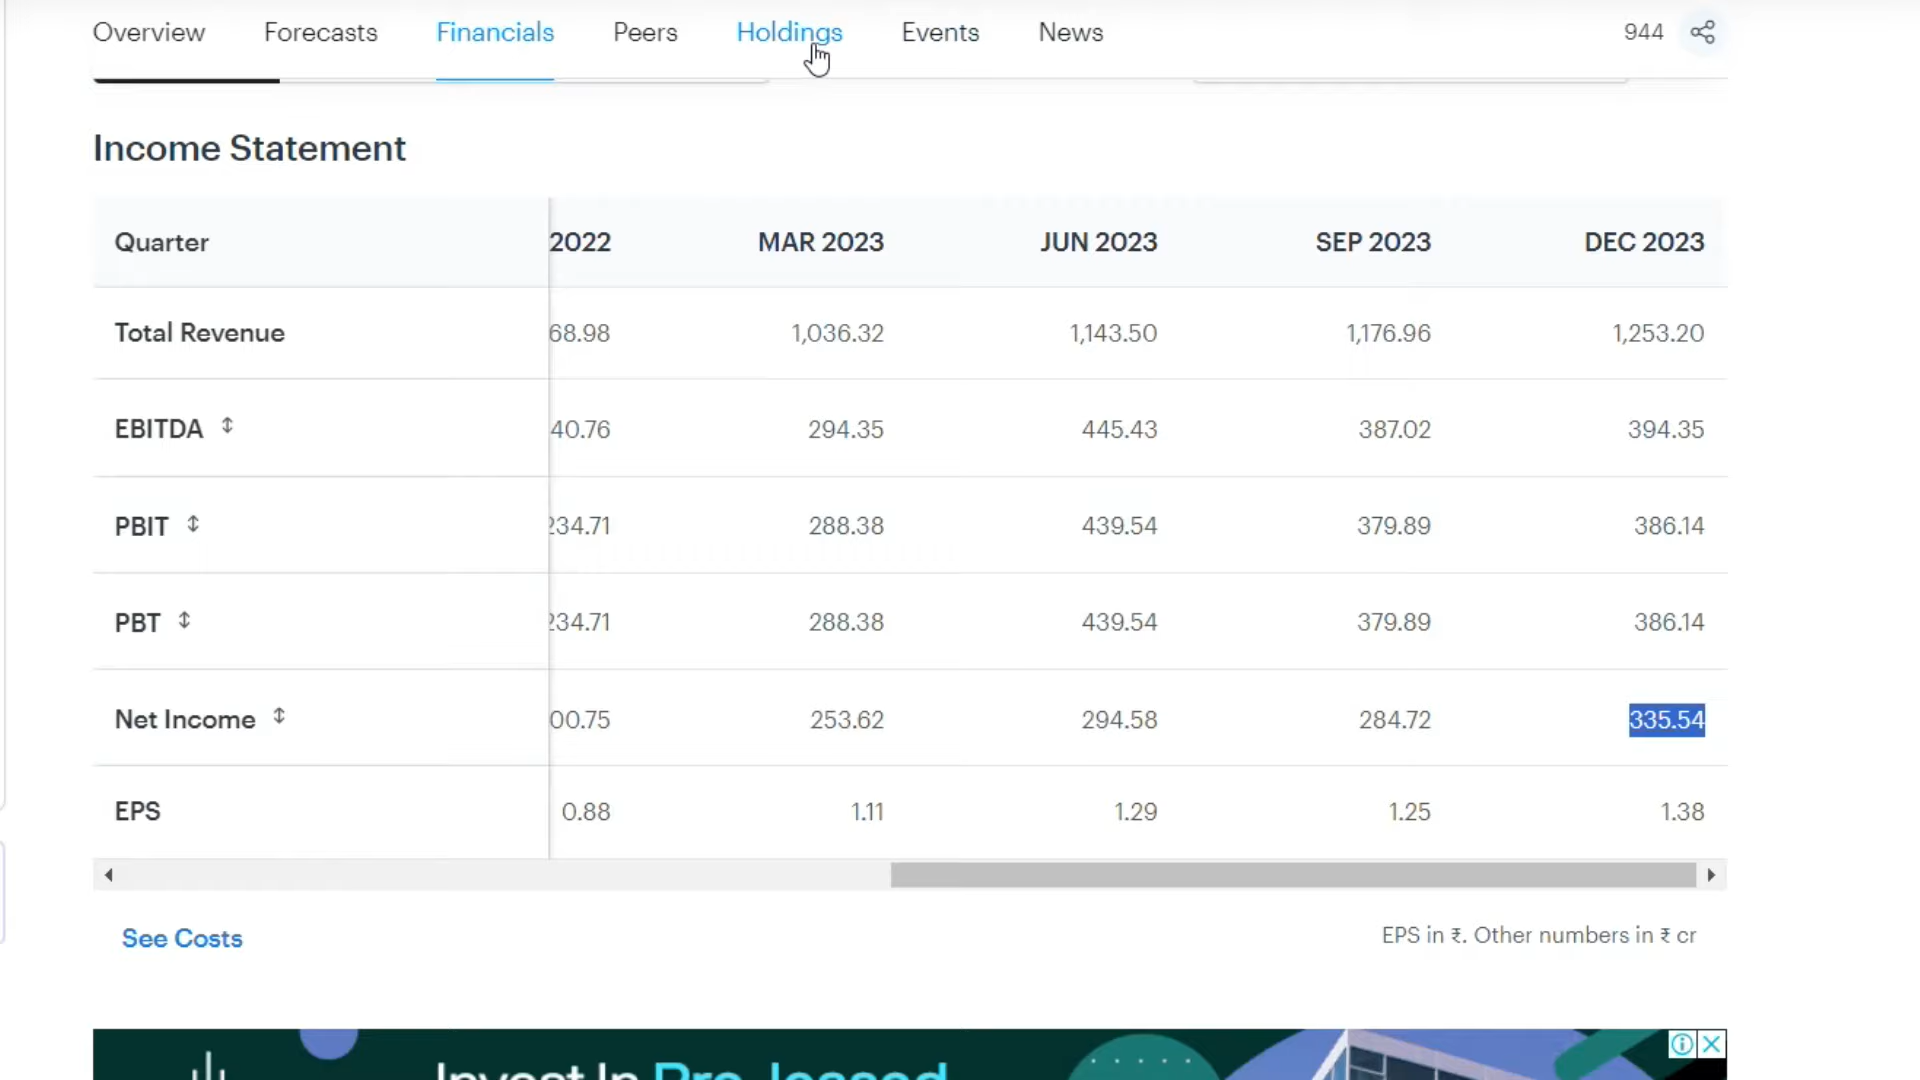 Overview Forecasts Financials Peers Holdings Events News 944
Income Statement
Quarter 2022 MAR 2023 JUN 2023 SEP 2023 DEC 2023
Total Revenue 68.98 1,036.32 1,143.50 1,176.96 1,253.20
EBITDA 40.76 294.35 445.43 387.02 394.35
PBIT 234.71 288.38 439.54 379.89 386.14
PBT 234.71 288.38 439.54 379.89 386.14
Net Income 00.75 253.62 294.58 284.72 335.54
EPS 0.88 1.11 1.29 1.25 1.38
See Costs EPS in ₹. Other numbers in ₹ cr
Invest In Pre-leased